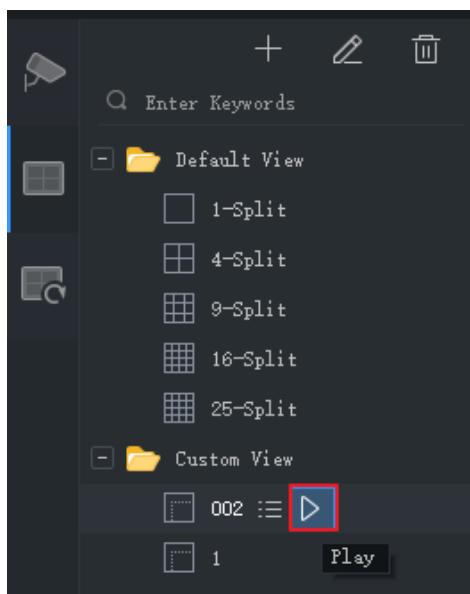 Enter Keywords
Default View
1-Split
4-Split
9-Split
16-Split
25-Split
Custom View
002
1
Play